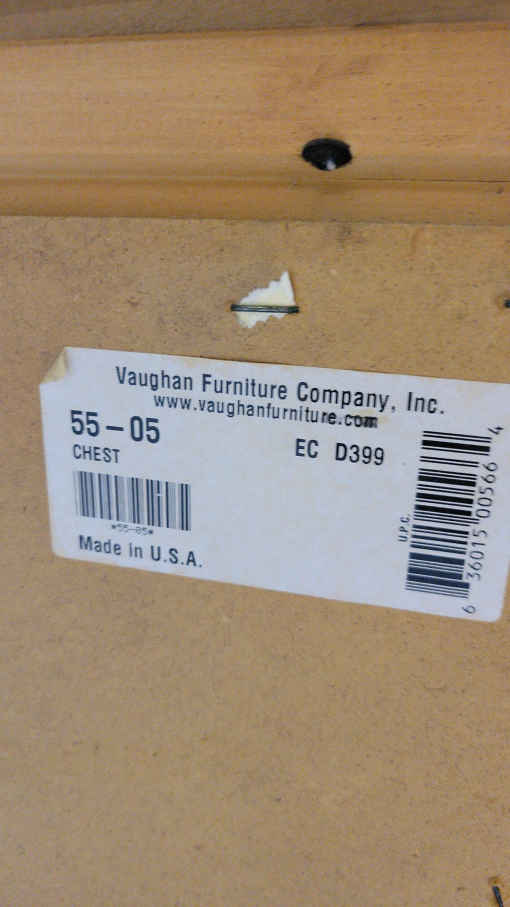 Vaughan Furniture Company, Inc.
www.vaughanfurniture.com
55-05
EC D399
CHEST
*55-05*
Made in U.S.A.
U.P.C.
6 36015 00566 4